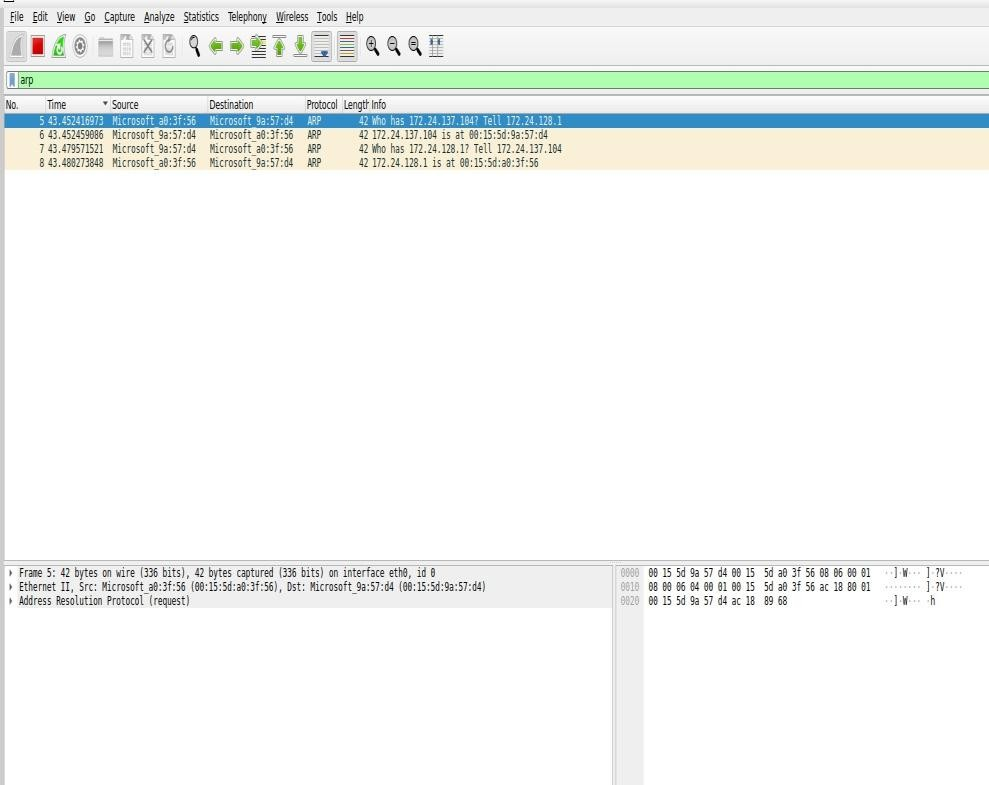 File Edit View Go Capture Analyze Statistics Telephony Wireless Tools Help
arp
No. Time Source Destination Protocol Length Info
5 43.452416973 Microsoft_a0:3f:56 Microsoft_9a:57:d4 ARP 42 Who has 172.24.137.104? Tell 172.24.128.1
6 43.452459086 Microsoft_9a:57:d4 Microsoft_a0:3f:56 ARP 42 172.24.137.104 is at 00:15:5d:9a:57:d4
7 43.479571521 Microsoft_9a:57:d4 Microsoft_a0:3f:56 ARP 42 Who has 172.24.128.1? Tell 172.24.137.104
8 43.480273848 Microsoft_a0:3f:56 Microsoft_9a:57:d4 ARP 42 172.24.128.1 is at 00:15:5d:a0:3f:56
Frame 5: 42 bytes on wire (336 bits), 42 bytes captured (336 bits) on interface eth0, id 0
Ethernet II, Src: Microsoft_a0:3f:56 (00:15:5d:a0:3f:56), Dst: Microsoft_9a:57:d4 (00:15:5d:9a:57:d4)
Address Resolution Protocol (request)
0000 00 15 5d 9a 57 d4 00 15 5d a0 3f 56 08 06 00 01 ··]·W··· ]·?V····
0010 08 00 06 04 00 01 00 15 5d a0 3f 56 ac 18 80 01 ········ ]·?V····
0020 00 15 5d 9a 57 d4 ac 18 89 68 ··]·W··· ·h